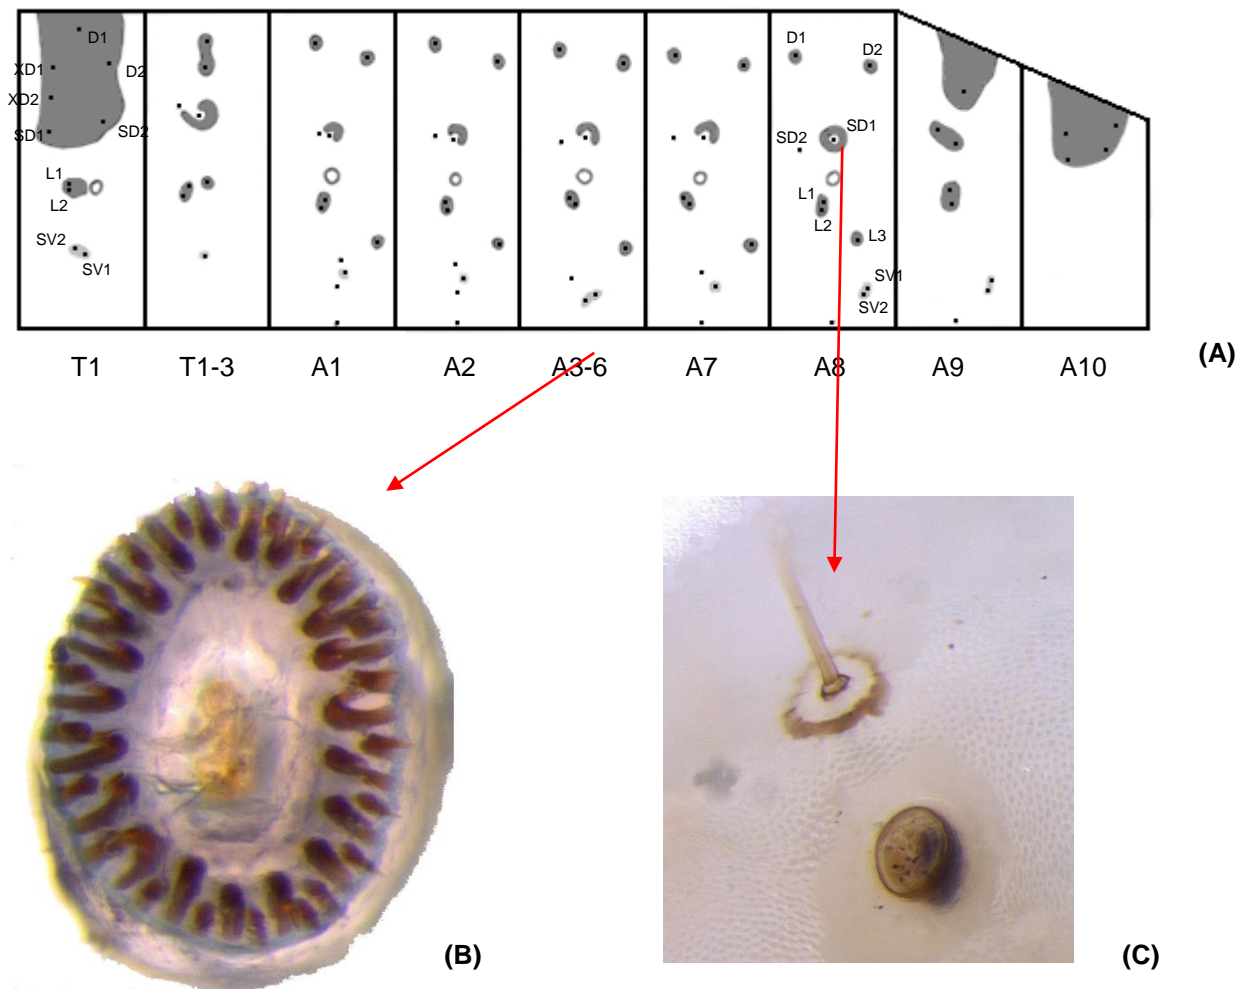 D1
XD1
D2
XD2
SD1
SD2
L1
L2
SV2
SV1
D1
D2
SD1
SD2
L1
L2
L3
SV1
SV2
T1
T1-3
A1
A2
A3-6
A7
A8
A9
A10
(A)
(B)
(C)